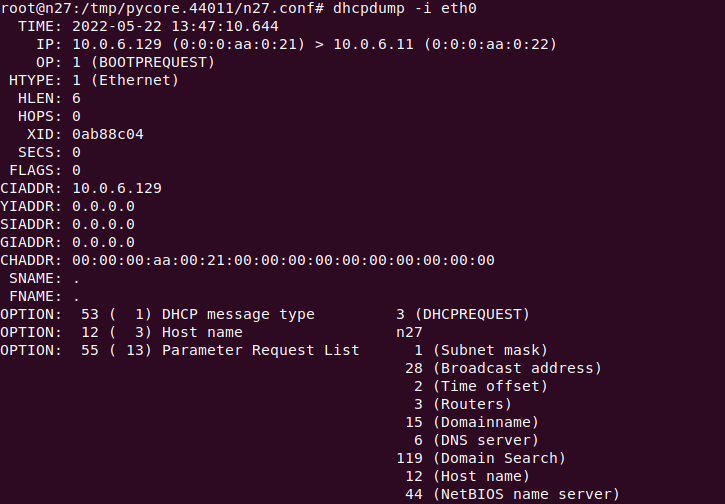 root@n27:/tmp/pycore.44011/n27.conf# dhcpdump -i eth0
  TIME: 2022-05-22 13:47:10.644
    IP: 10.0.6.129 (0:0:0:aa:0:21) > 10.0.6.11 (0:0:0:aa:0:22)
    OP: 1 (BOOTPREQUEST)
 HTYPE: 1 (Ethernet)
  HLEN: 6
  HOPS: 0
   XID: 0ab88c04
  SECS: 0
 FLAGS: 0
CIADDR: 10.0.6.129
YIADDR: 0.0.0.0
SIADDR: 0.0.0.0
GIADDR: 0.0.0.0
CHADDR: 00:00:00:aa:00:21:00:00:00:00:00:00:00:00:00:00
 SNAME: .
 FNAME: .
OPTION:  53 (  1) DHCP message type         3 (DHCPREQUEST)
OPTION:  12 (  3) Host name                 n27
OPTION:  55 ( 13) Parameter Request List      1 (Subnet mask)
                                             28 (Broadcast address)
                                              2 (Time offset)
                                              3 (Routers)
                                             15 (Domainname)
                                              6 (DNS server)
                                            119 (Domain Search)
                                             12 (Host name)
                                             44 (NetBIOS name server)